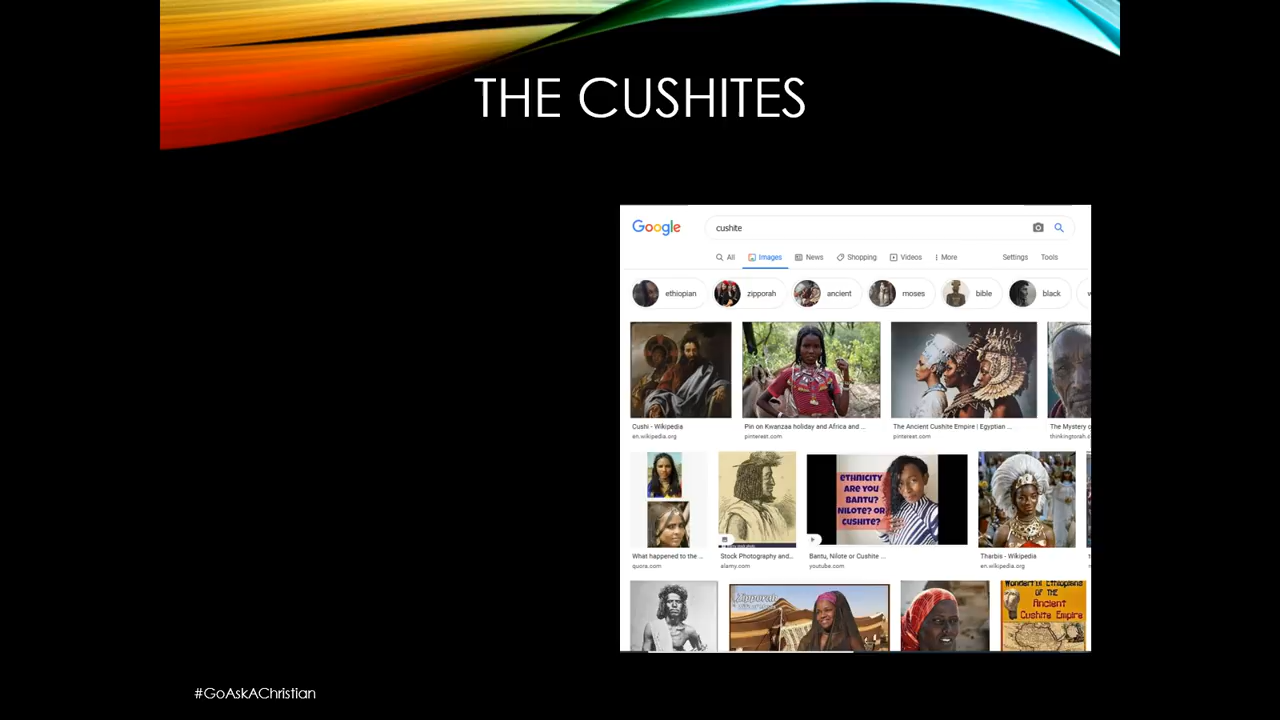 THE CUSHITES
Google
cushite
All
Images
News
Shopping
Videos
More
Settings
Tools
ethiopian
zipporah
ancient
moses
bible
black
Cushi - Wikipedia
en.wikipedia.org
Pin on Kwanzaa holiday and Africa and ...
pinterest.com
The Ancient Cushite Empire | Egyptian ...
pinterest.com
The Mystery o
thinkingtorah.c
ETHNICITY
ARE YOU
BANTU?
NILOTE? OR
CUSHITE?
What happened to the ...
quora.com
Stock Photography and...
alamy.com
Bantu, Nilote or Cushite ...
youtube.com
Tharbis - Wikipedia
en.wikipedia.org
Zipporah
Wonderful Ethiopians
OF THE
Ancient
Cushite Empire
#GoAskAChristian